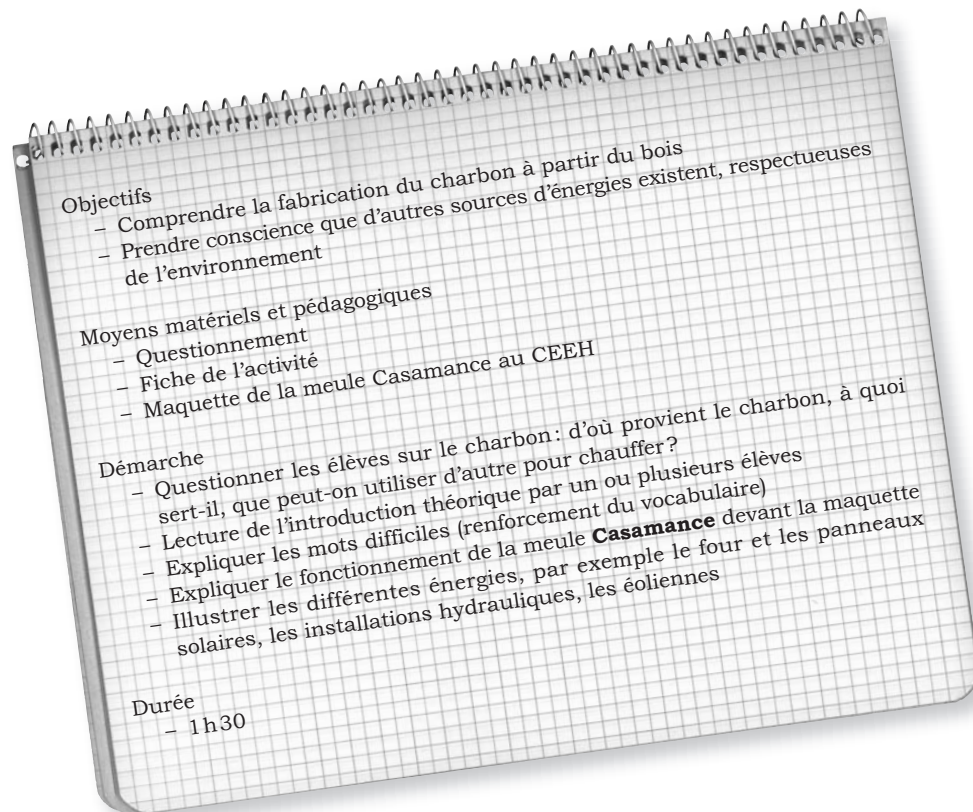 Objectifs
– Comprendre la fabrication du charbon à partir du bois
– Prendre conscience que d'autres sources d'énergies existent, respectueuses
de l'environnement
Moyens matériels et pédagogiques
– Questionnement
– Fiche de l'activité
– Maquette de la meule Casamance au CEEH
Démarche
– Questionner les élèves sur le charbon : d'où provient le charbon, à quoi
sert-il, que peut-on utiliser d'autre pour chauffer ?
– Lecture de l'introduction théorique par un ou plusieurs élèves
– Expliquer les mots difficiles (renforcement du vocabulaire)
– Expliquer le fonctionnement de la meule Casamance devant la maquette
– Illustrer les différentes énergies, par exemple le four et les panneaux
solaires, les installations hydrauliques, les éoliennes
Durée
– 1 h 30